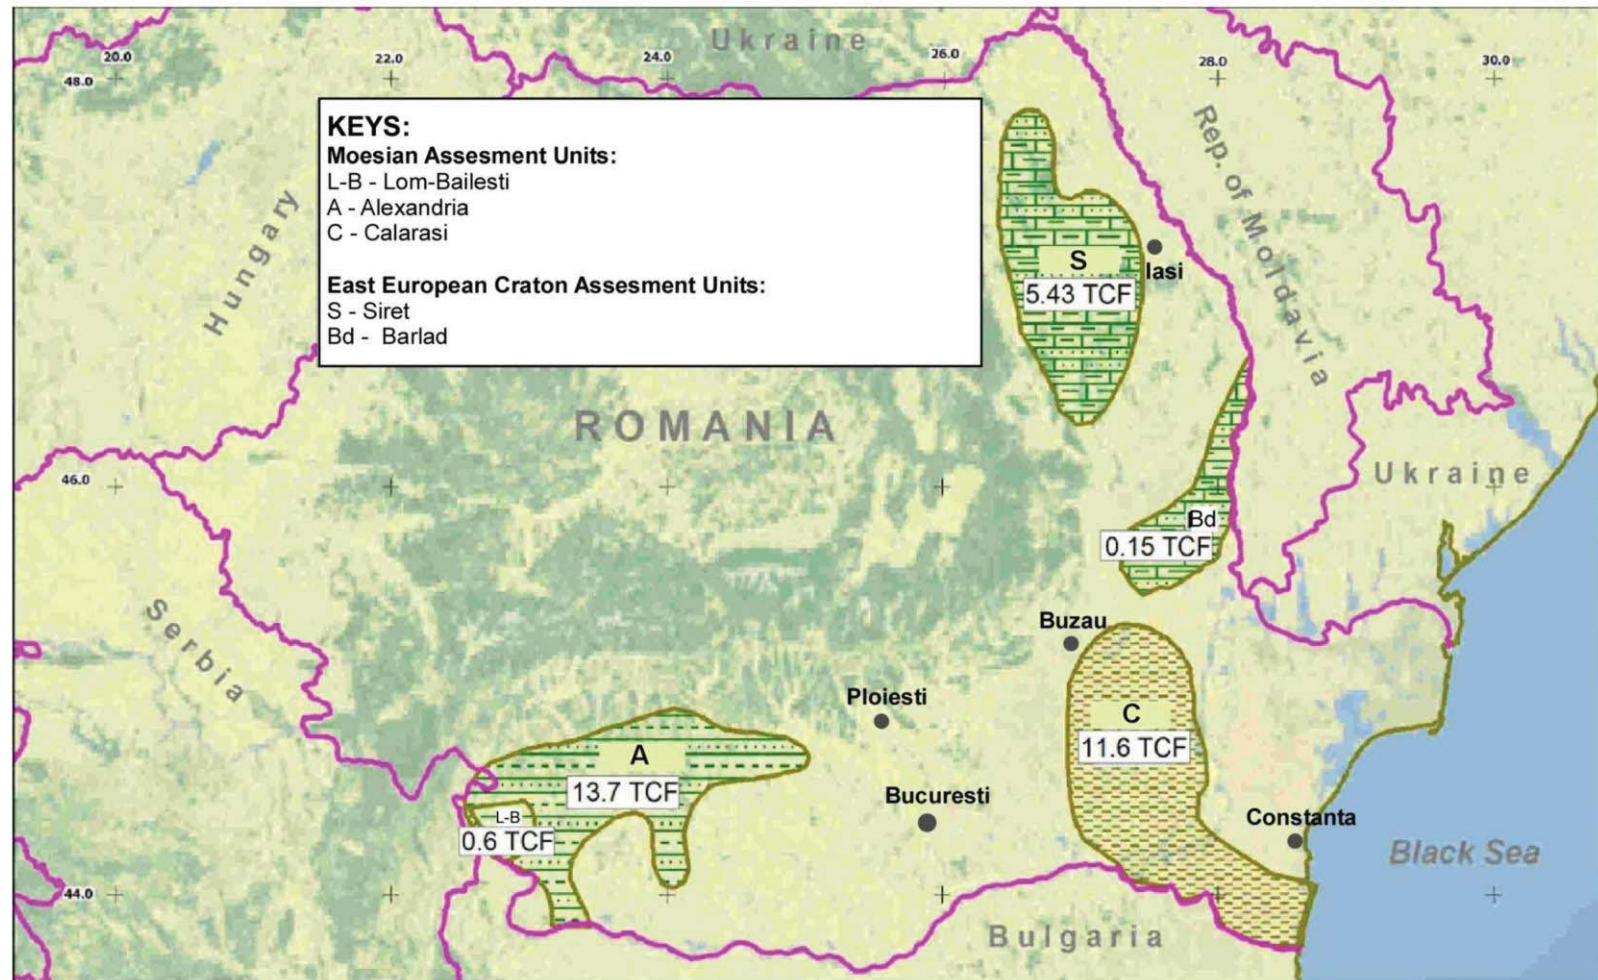 Ukraine
20.0
22.0
24.0
26.0
28.0
30.0
48.0
KEYS:
Moesian Assesment Units:
L-B - Lom-Bailesti
A - Alexandria
C - Calarasi
East European Craton Assesment Units:
S - Siret
Bd - Barlad
Hungary
Rep. of Moldavia
S
5.43 TCF
Iasi
ROMANIA
46.0
Ukraine
Bd
0.15 TCF
Serbia
Buzau
Ploiesti
C
11.6 TCF
A
13.7 TCF
Bucuresti
L-B
0.6 TCF
Constanta
Black Sea
44.0
Bulgaria